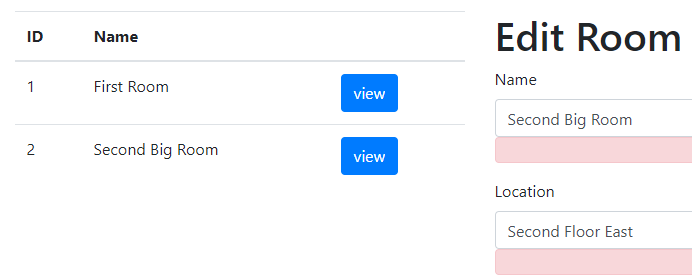 ID Name
1 First Room view
2 Second Big Room view
Edit Room
Name
Second Big Room
Location
Second Floor East